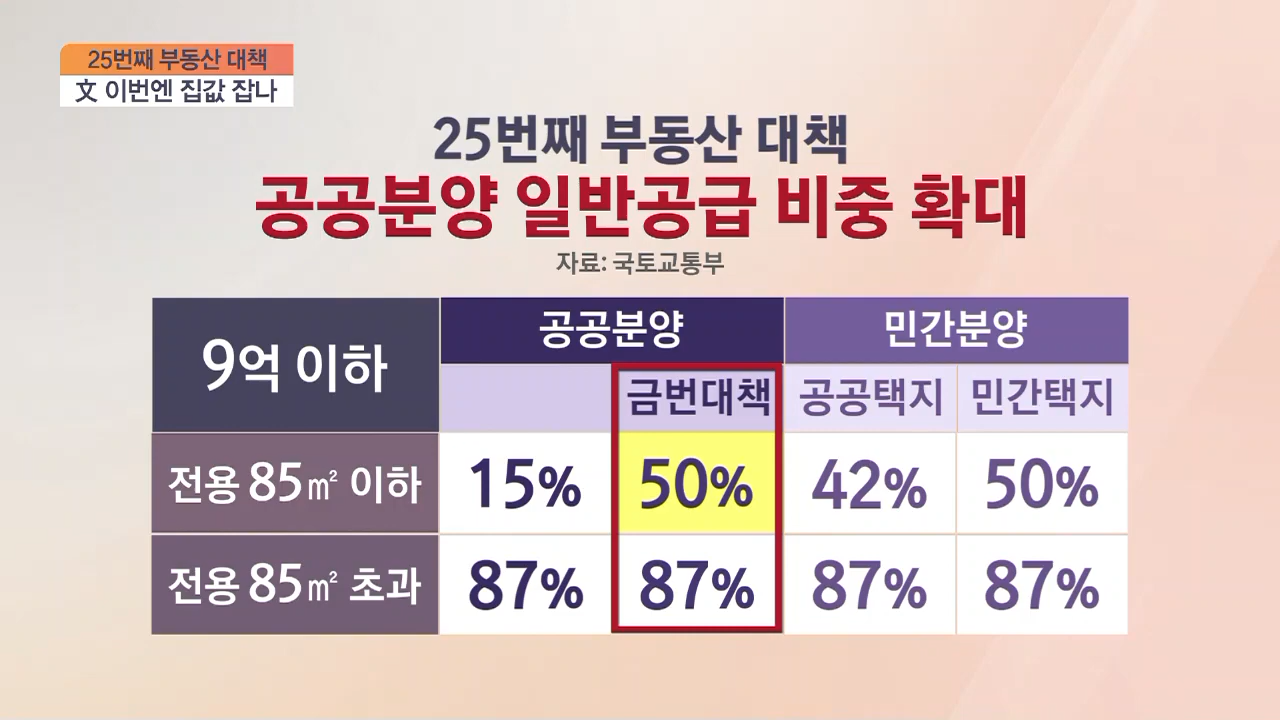 25번째 부동산 대책
文 이번엔 집값 잡나
25번째 부동산 대책
공공분양 일반공급 비중 확대
자료: 국토교통부
9억 이하 공공분양 민간분양
금번대책 공공택지 민간택지
전용 85㎡ 이하 15% 50% 42% 50%
전용 85㎡ 초과 87% 87% 87% 87%